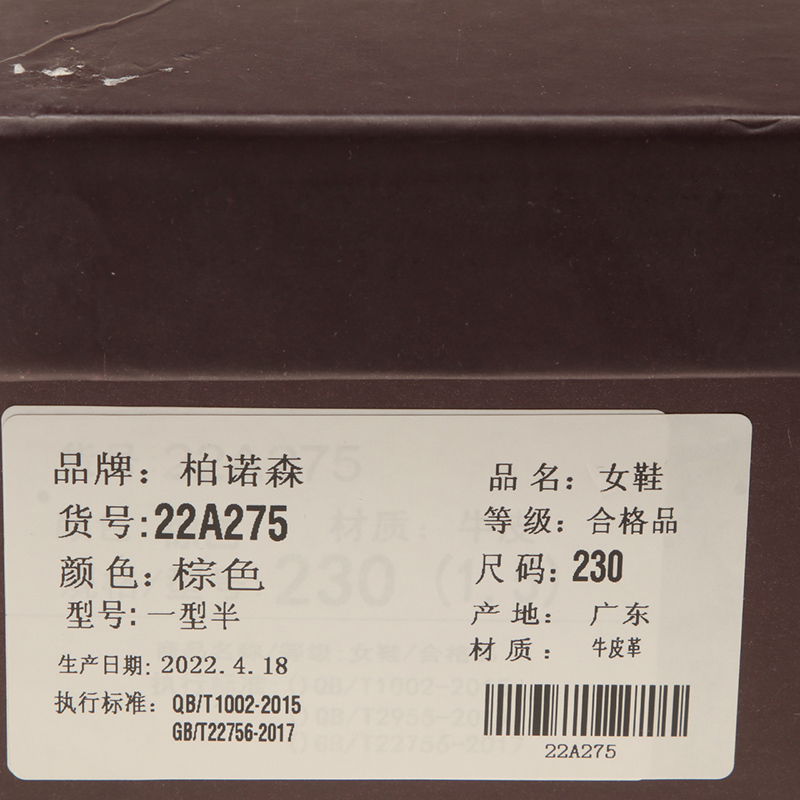 品牌：柏诺森
货号:22A275
颜色：棕色
型号:一型半
生产日期: 2022.4.18
执行标准： QB/T1002-2015
GB/T22756-2017
品名：女鞋
等级：合格品
尺码：230
产地： 广东
材质： 牛皮革
22A275